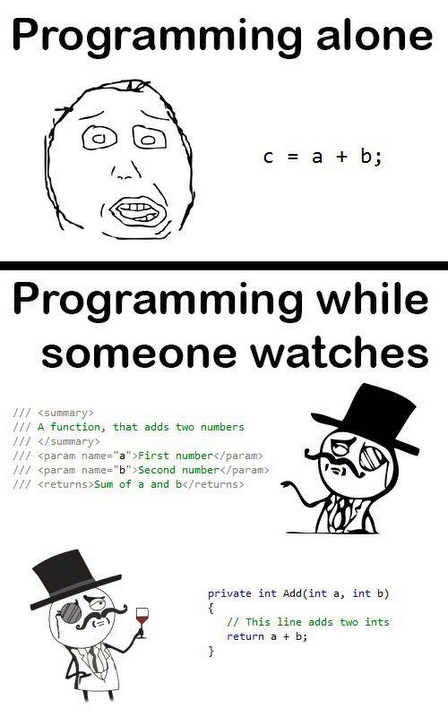 Programming alone
c = a + b;
Programming while
someone watches
/// <summary>
/// A function, that adds two numbers
/// </summary>
/// <param name="a">First number</param>
/// <param name="b">Second number</param>
/// <returns>Sum of a and b</returns>
private int Add(int a, int b)
{
// This line adds two ints
return a + b;
}